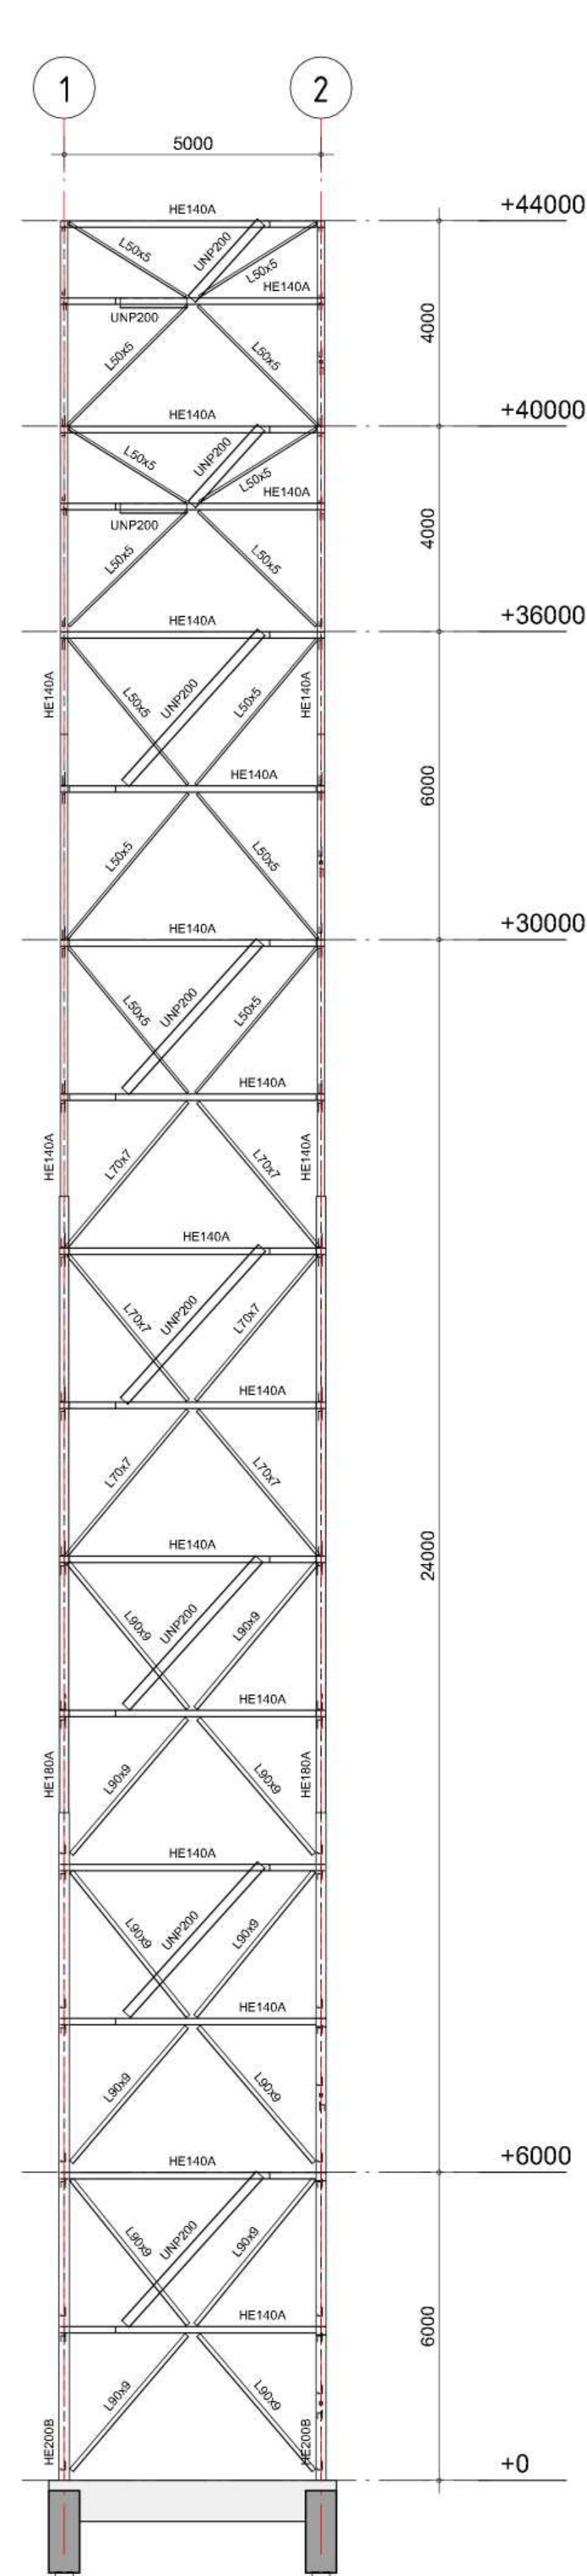 1 2
5000
HE140A +44000
L50x5 UNP200 L50x5
HE140A
UNP200 4000
L50x5 L50x5
HE140A +40000
L50x5 UNP200 L50x5
HE140A
UNP200 4000
L50x5 L50x5
HE140A +36000
HE140A L50x5 UNP200 L50x5 HE140A
HE140A 6000
L50x5 L50x5
HE140A +30000
L50x5 UNP200 L50x5
HE140A
HE140A L70x7 L70x7 HE140A
HE140A
L70x7 UNP200 L70x7
HE140A
L70x7 L70x7
HE140A 24000
L90x9 UNP200 L90x9
HE140A
HE180A L90x9 L90x9 HE180A
HE140A
L90x9 UNP200 L90x9
HE140A
L90x9 L90x9
HE140A +6000
L90x9 UNP200 L90x9
HE140A 6000
L90x9 L90x9
HE200B HE200B +0